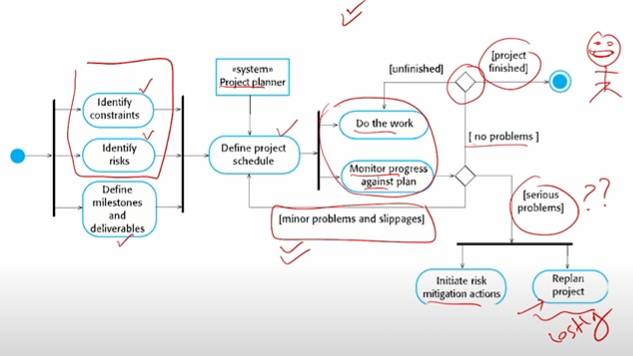 Identify
constraints
Identify
risks
Define
milestones
and
deliverables
«system»
Project planner
Define project
schedule
[unfinished]
[project
finished]
Do the work
Monitor progress
against plan
[ no problems ]
[minor problems and slippages]
[serious
problems]
??
Initiate risk
mitigation actions
Replan
project
costly